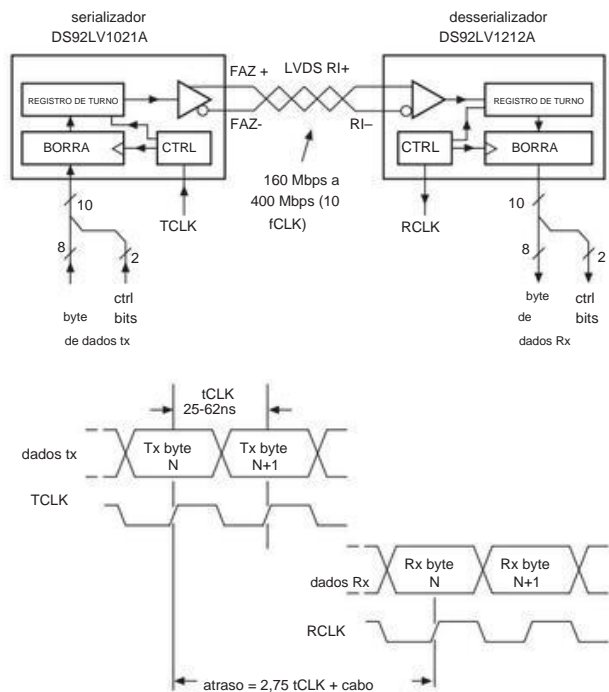 serializador
DS92LV1021A
desserializador
DS92LV1212A
FAZ +
LVDS RI+
REGISTRO DE TURNO
REGISTRO DE TURNO
FAZ-
RI–
BORRA
CTRL
CTRL
BORRA
10
160 Mbps a
400 Mbps (10
fCLK)
10
TCLK
RCLK
8
2
8
2
byte
de dados tx
ctrl
bits
byte
de
dados Rx
ctrl
bits
tCLK
25-62ns
dados tx
Tx byte
N
Tx byte
N+1
TCLK
dados Rx
Rx byte
N
Rx byte
N+1
RCLK
atraso = 2,75 tCLK + cabo